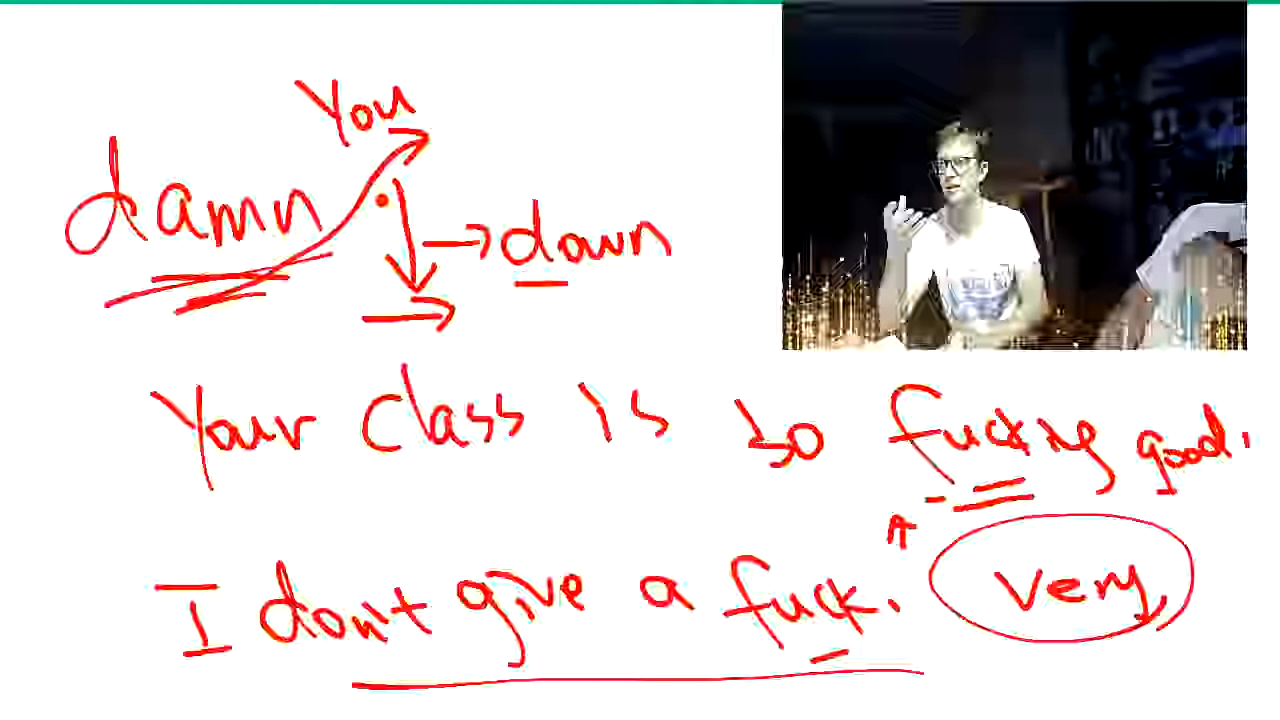 You
damn
→ down
Your class is so fucking good.
I don't give a fuck. very